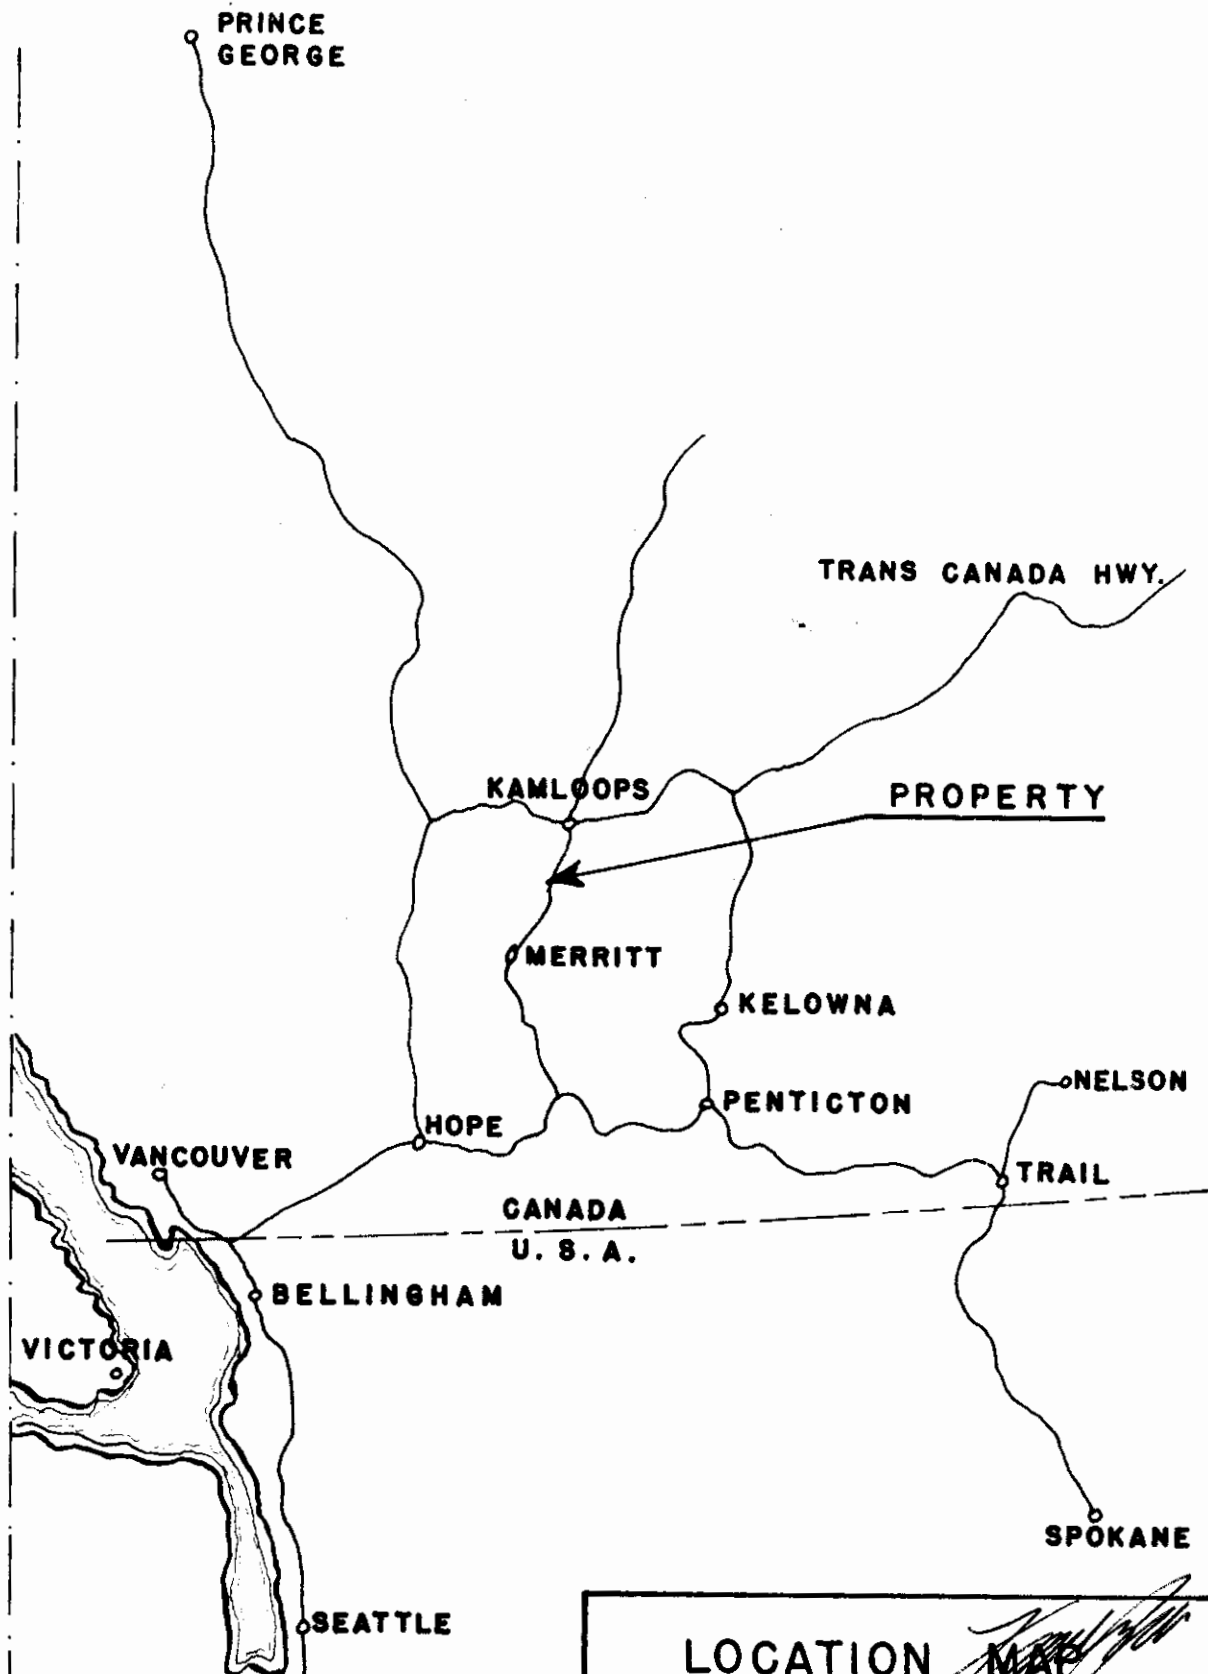 PRINCE
GEORGE
TRANS CANADA HWY.
KAMLOOPS
PROPERTY
MERRITT
KELOWNA
NELSON
PENTICTON
HOPE
VANCOUVER
TRAIL
CANADA
U. S. A.
BELLINGHAM
VICTORIA
SPOKANE
SEATTLE
LOCATION MAP